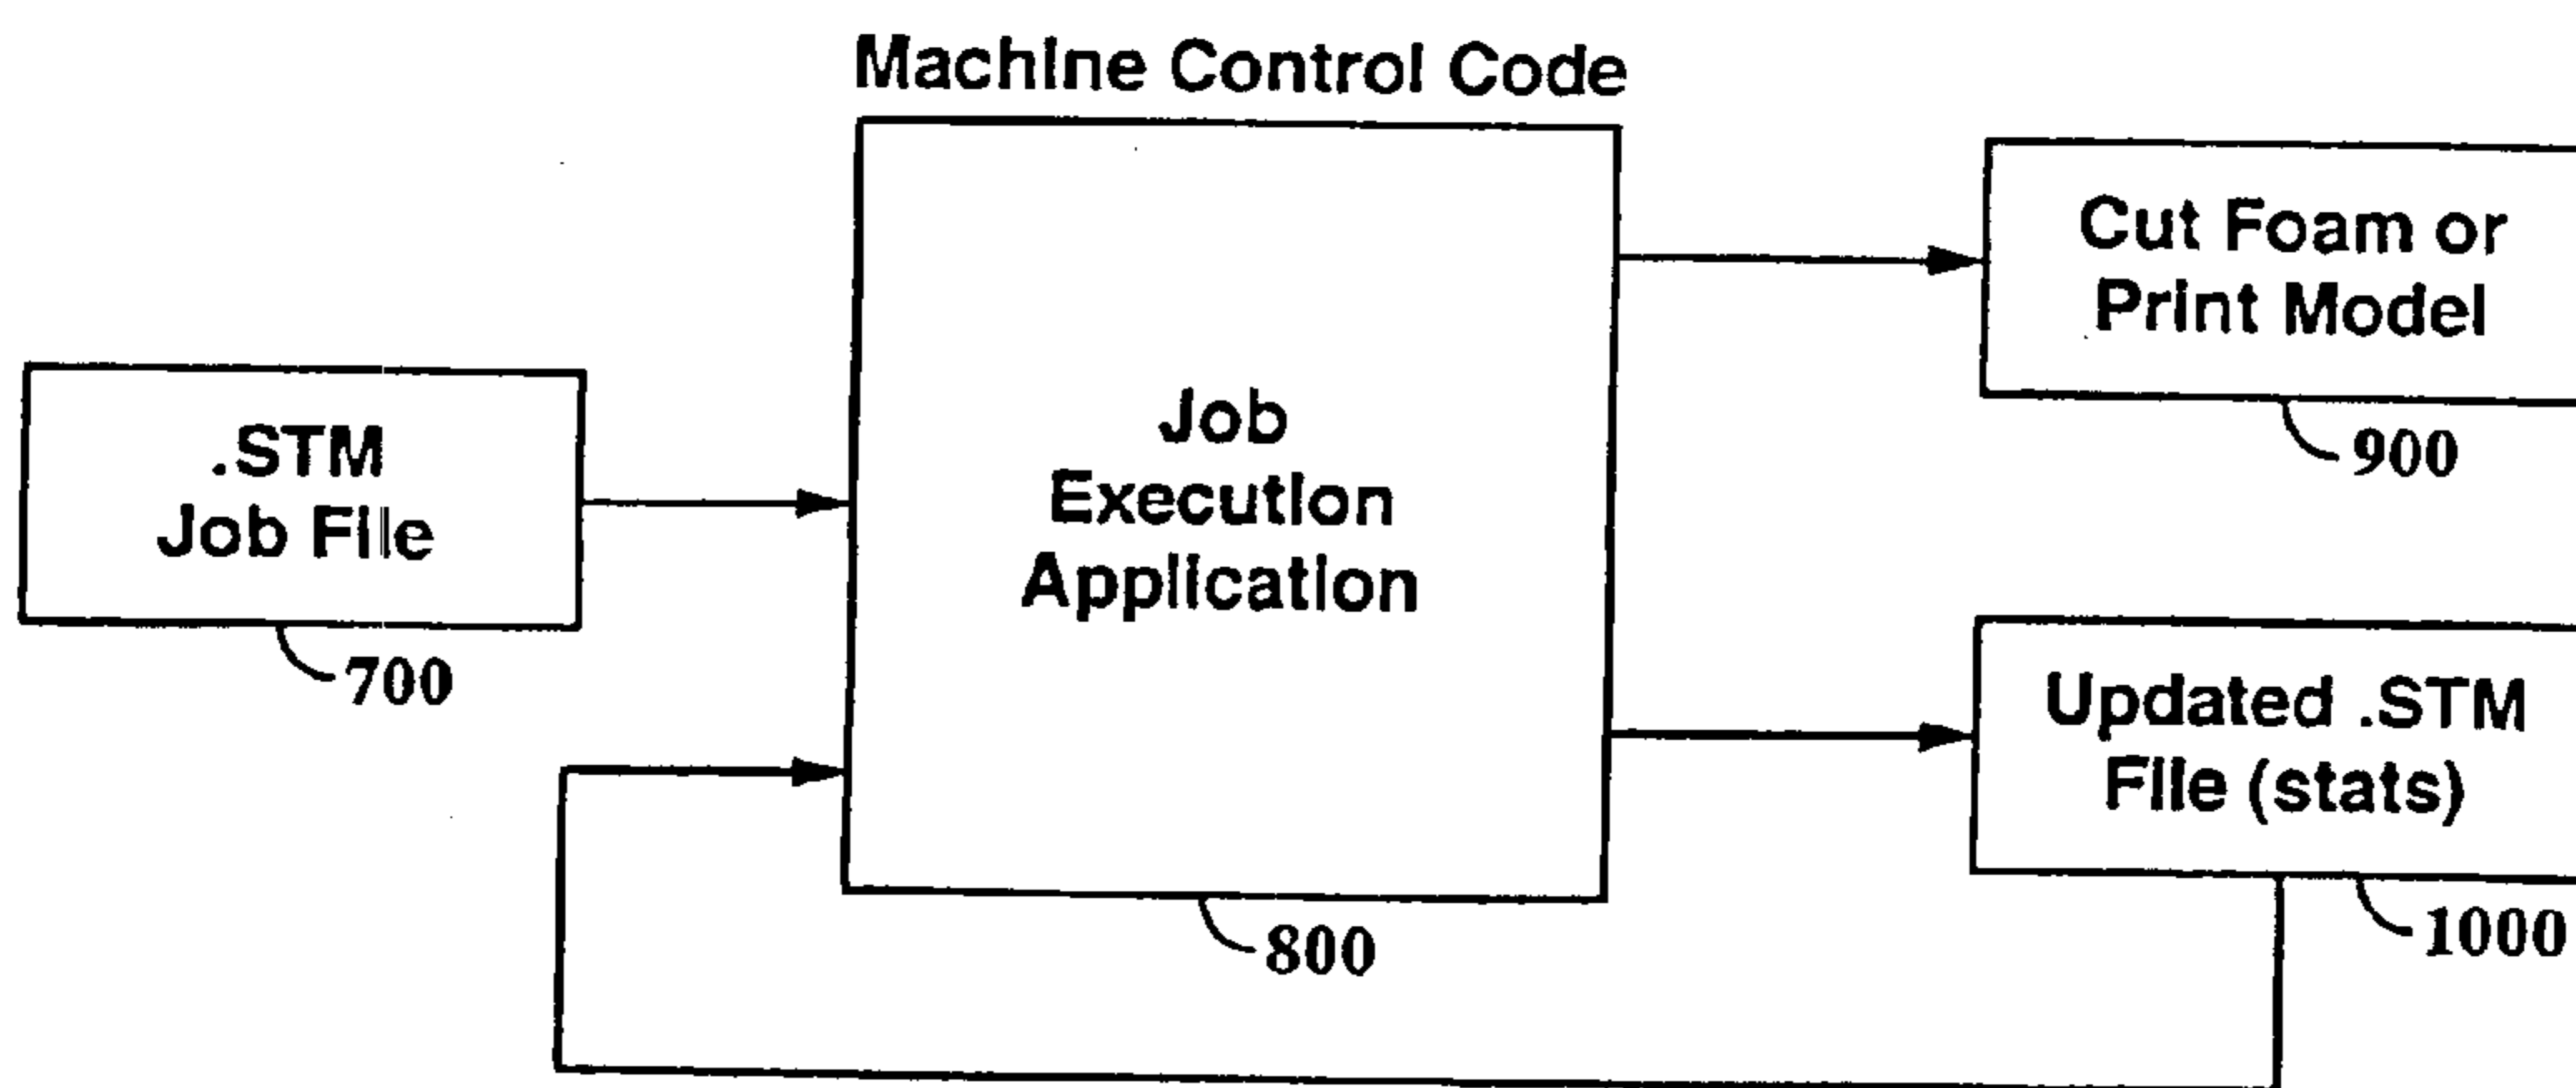 Machine Control Code
.STM
Job File
700
Job
Execution
Application
800
Cut Foam or
Print Model
900
Updated .STM
File (stats)
1000